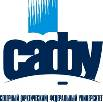 сафу
СЕВЕРНЫЙ (АРКТИЧЕСКИЙ) ФЕДЕРАЛЬНЫЙ УНИВЕРСИТЕТ